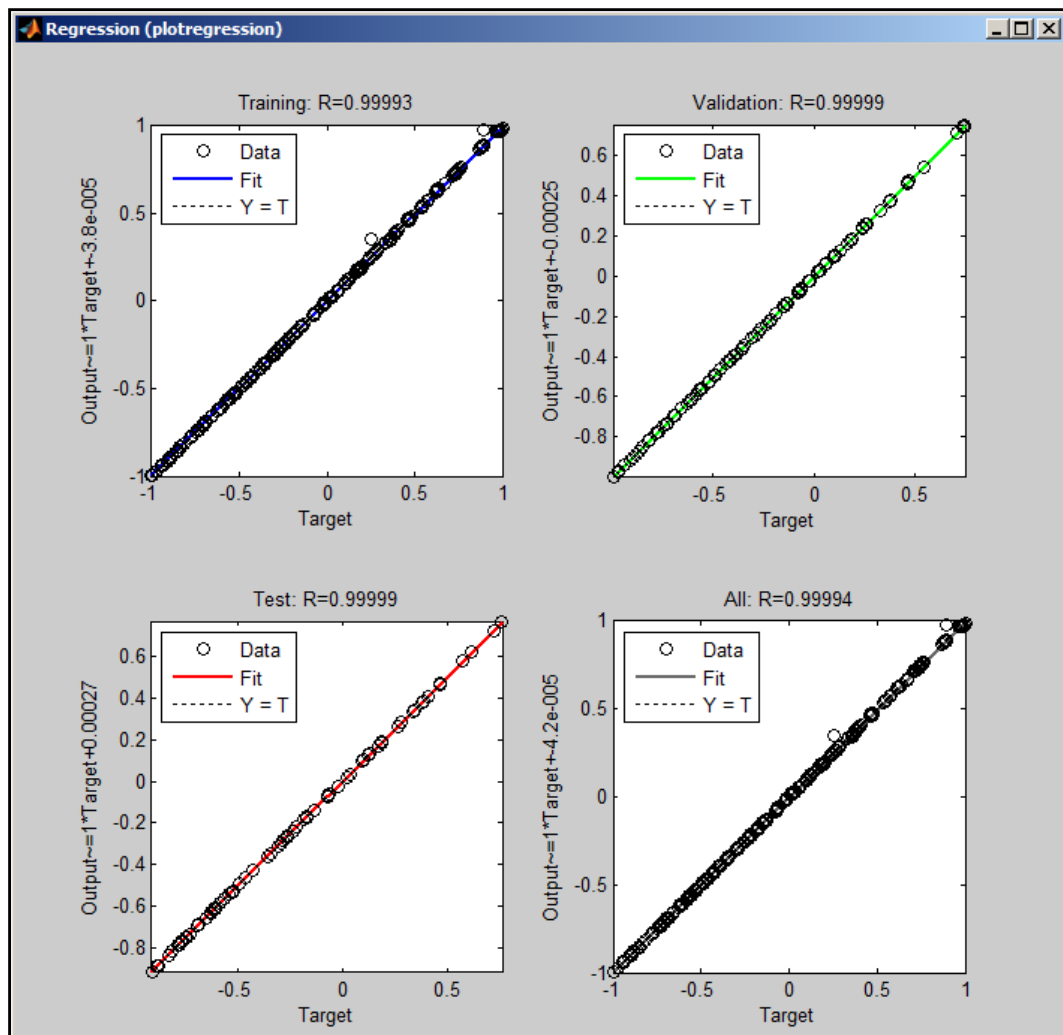 Regression (plotregression)
Training: R=0.99993
Output~=1*Target+-3.8e-005
1
0.5
0
-0.5
-1
Data
Fit
Y = T
-1
-0.5
0
0.5
1
Target
Validation: R=0.99999
Output~=1*Target+-0.00025
0.6
0.4
0.2
0
-0.2
-0.4
-0.6
-0.8
Data
Fit
Y = T
-0.5
0
0.5
Target
Test: R=0.99999
Output~=1*Target+0.00027
0.6
0.4
0.2
0
-0.2
-0.4
-0.6
-0.8
Data
Fit
Y = T
-0.5
0
0.5
Target
All: R=0.99994
Output~=1*Target+-4.2e-005
1
0.5
0
-0.5
-1
Data
Fit
Y = T
-1
-0.5
0
0.5
1
Target